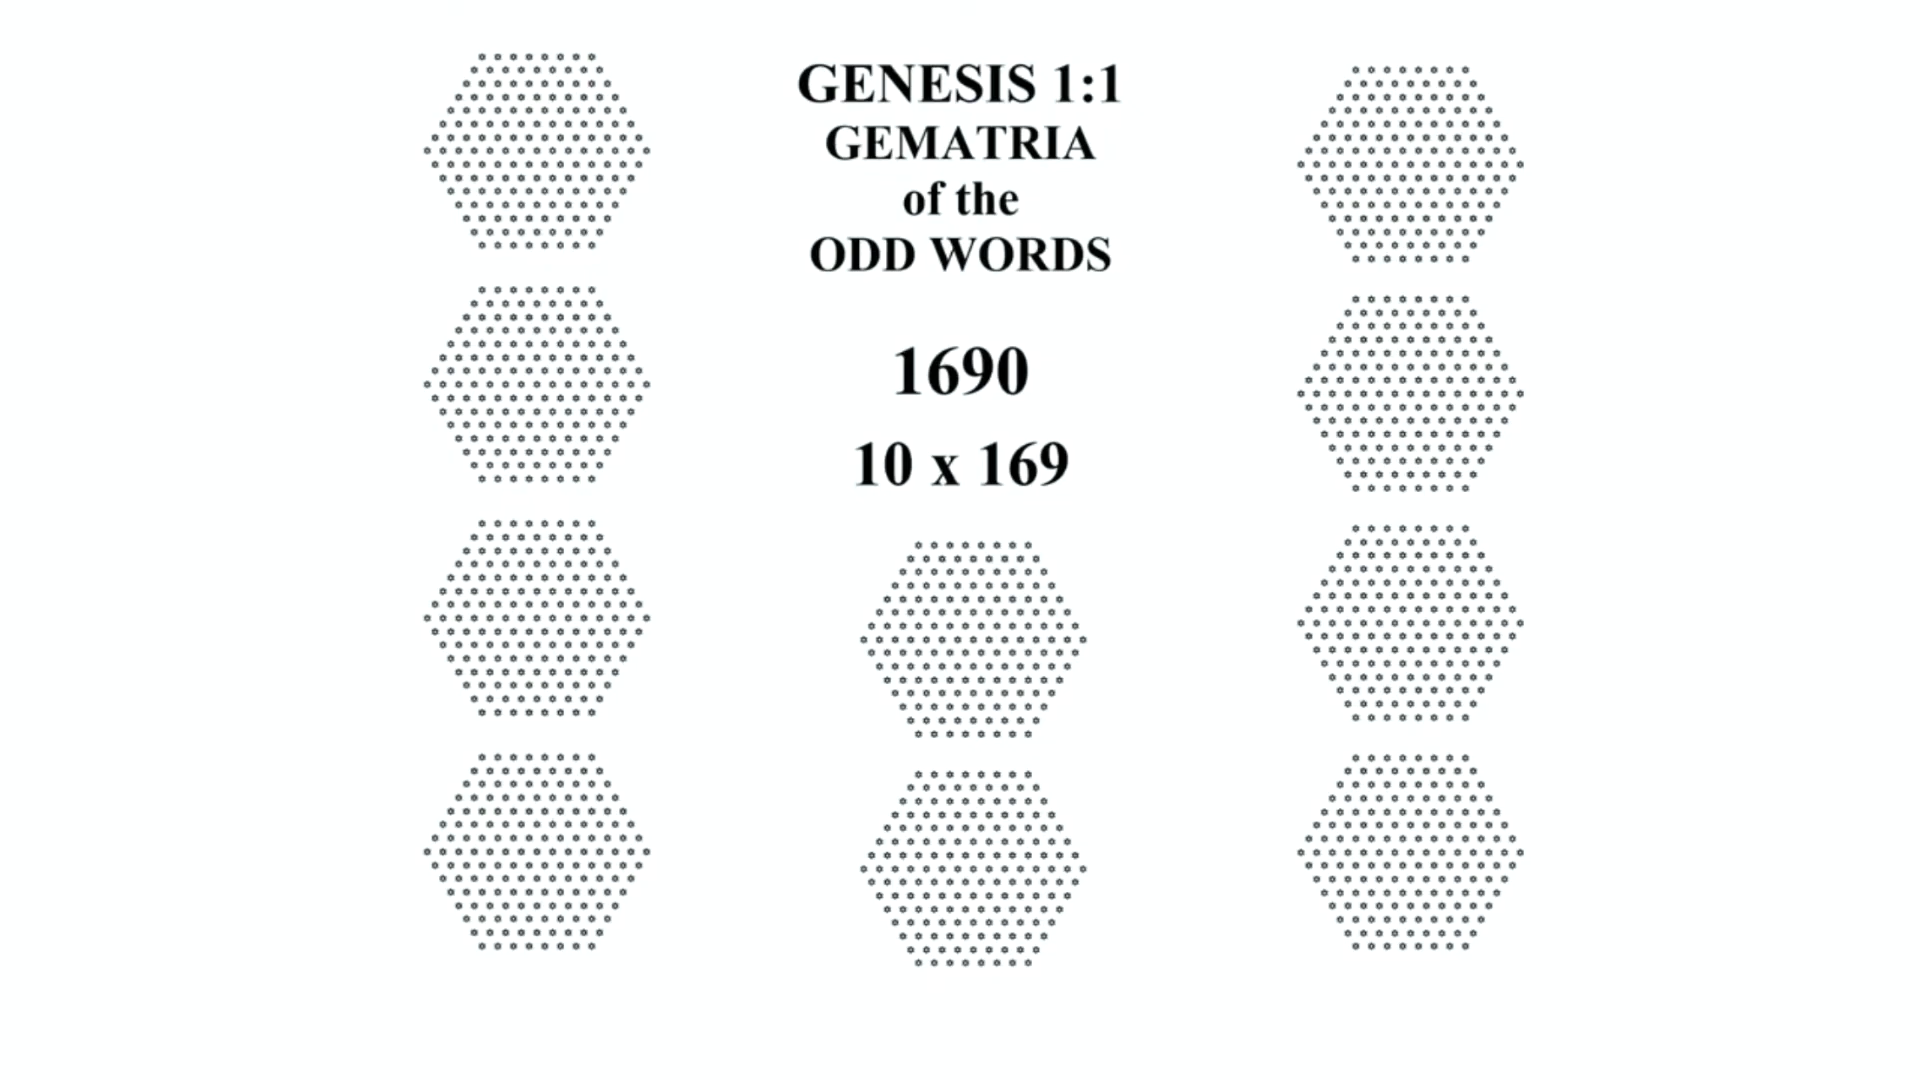 GENESIS 1:1
GEMATRIA
of the
ODD WORDS
1690
10 x 169